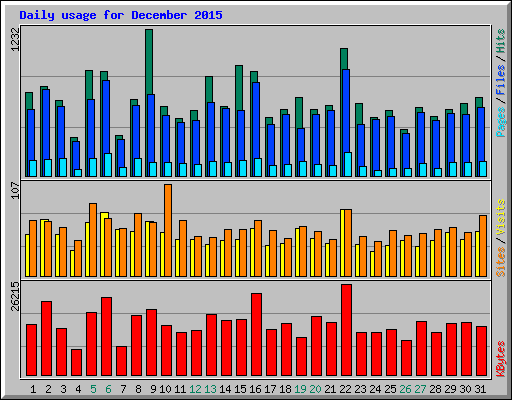 Daily usage for December 2015
1232
Pages / Files / Hits
107
Sites / Visits
26215
KBytes
1 2 3 4 5 6 7 8 9 10 11 12 13 14 15 16 17 18 19 20 21 22 23 24 25 26 27 28 29 30 31